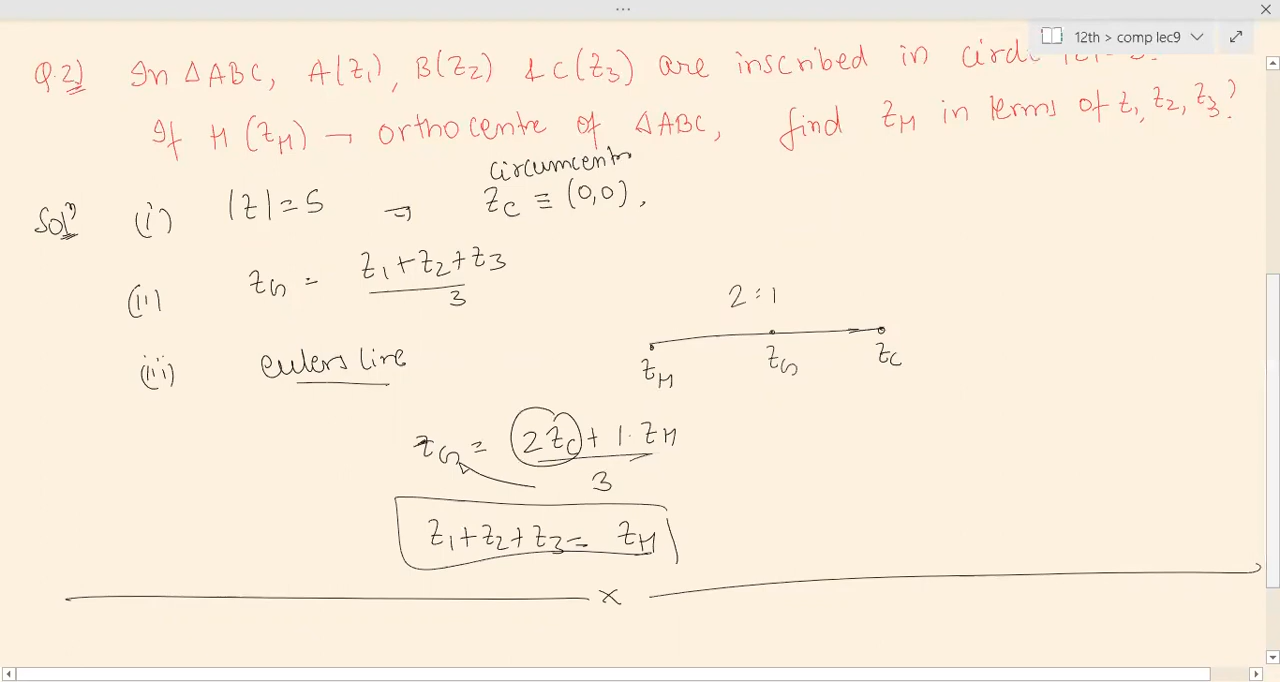 12th > comp lec9
Q.2) In ΔABC, A(z₁), B(z₂) & C(z₃) are inscribed in
If H(z_H) → orthocentre of ΔABC, find z_H in terms of z₁, z₂, z₃?
circumcentr
Solⁿ (i) |z|=5 → z_C ≡ (0,0),
(ii) z_G = (z₁+z₂+z₃)/3
2:1
(iii) eulers line
z_H z_G z_C
z_G = (2z_C + 1.z_H)/3
z₁+z₂+z₃ = z_H
x